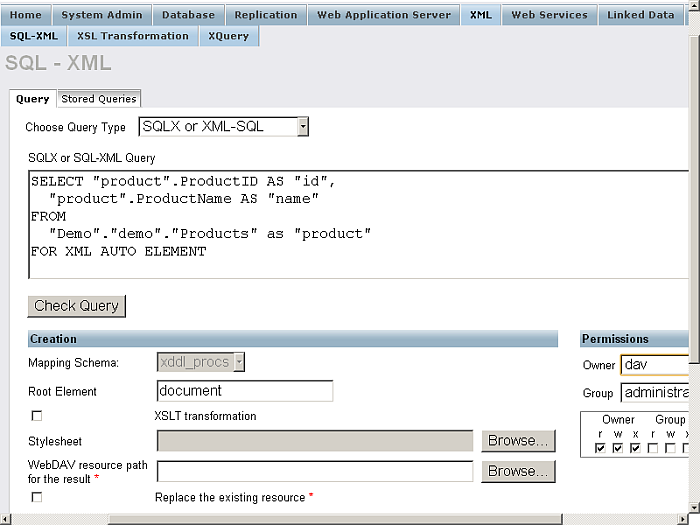 Home System Admin Database Replication Web Application Server XML Web Services Linked Data
SQL-XML XSL Transformation XQuery
SQL - XML
Query Stored Queries
Choose Query Type SQLX or XML-SQL
SQLX or SQL-XML Query
SELECT "product".ProductID AS "id",
"product".ProductName AS "name"
FROM
"Demo"."demo"."Products" as "product"
FOR XML AUTO ELEMENT
Check Query
Creation Permissions
Mapping Schema: xddl_procs Owner dav
Root Element document Group administra
XSLT transformation Owner Group
Stylesheet Browse... r w x r w x
WebDAV resource path
for the result * Browse...
Replace the existing resource *